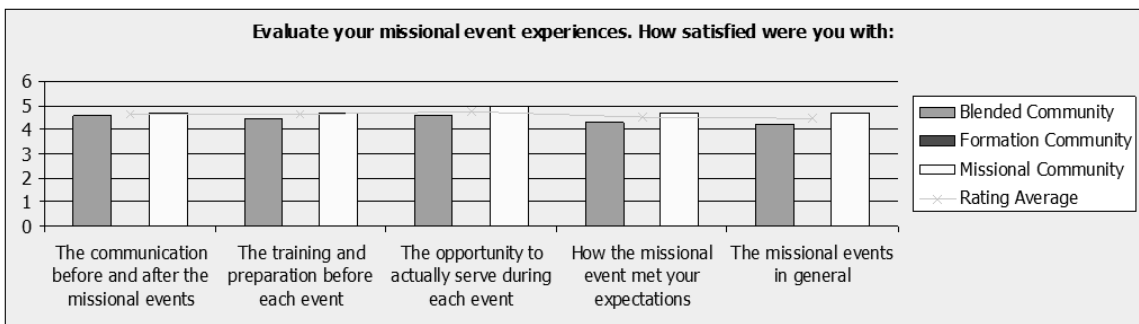 Evaluate your missional event experiences. How satisfied were you with:
6
5
4
3
2
1
0
The communication
before and after the
missional events
The training and
preparation before
each event
The opportunity to
actually serve during
each event
How the missional
event met your
expectations
The missional events
in general
Blended Community
Formation Community
Missional Community
Rating Average